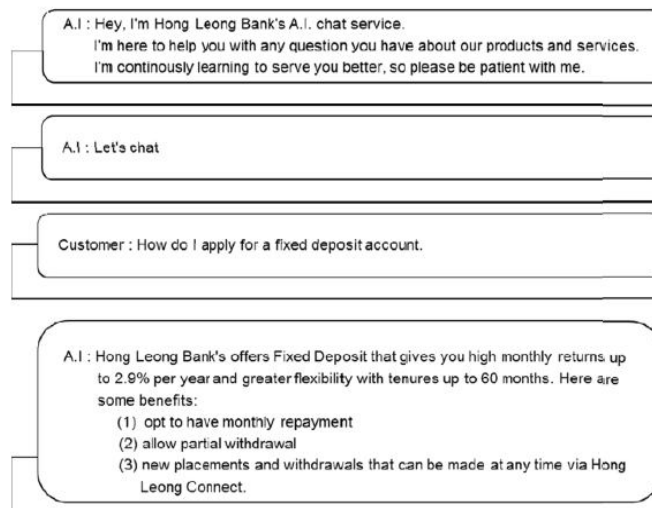 A.I : Hey, I'm Hong Leong Bank's A.I. chat service.
I'm here to help you with any question you have about our products and services.
I'm continously learning to serve you better, so please be patient with me.
A.I : Let's chat
Customer : How do I apply for a fixed deposit account.
A.I : Hong Leong Bank's offers Fixed Deposit that gives you high monthly returns up
to 2.9% per year and greater flexibility with tenures up to 60 months. Here are
some benefits:
(1) opt to have monthly repayment
(2) allow partial withdrawal
(3) new placements and withdrawals that can be made at any time via Hong
Leong Connect.